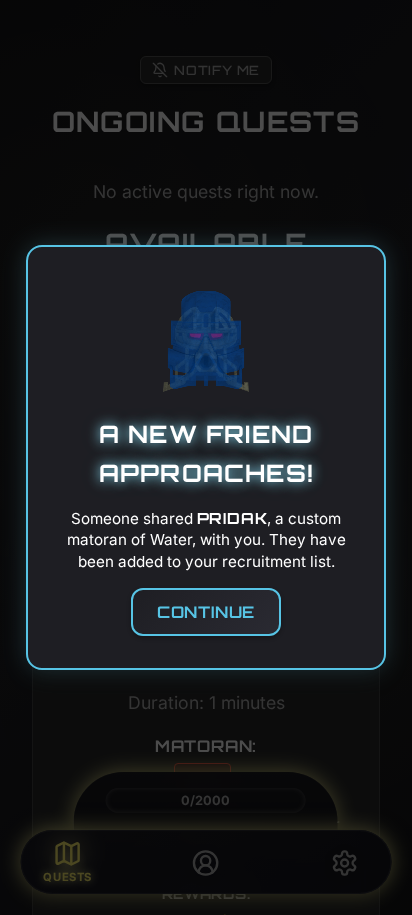 NOTIFY ME
ONGOING QUESTS
No active quests right now.
AVAILABLE
A NEW FRIEND
APPROACHES!
Someone shared PRIDAK, a custom
matoran of Water, with you. They have
been added to your recruitment list.
CONTINUE
Duration: 1 minutes
MATORAN:
0/2000
QUESTS
REWARDS: